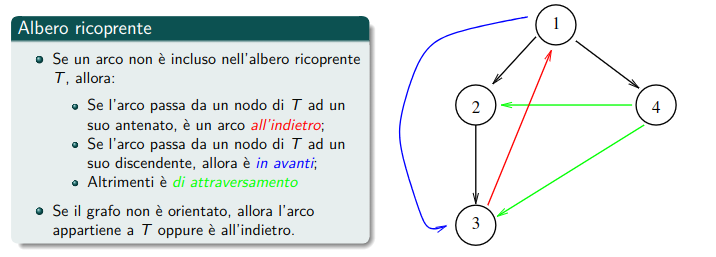 Albero ricoprente
Se un arco non è incluso nell'albero ricoprente
T, allora:
Se l'arco passa da un nodo di T ad un
suo antenato, è un arco all'indietro;
Se l'arco passa da un nodo di T ad un
suo discendente, allora è in avanti;
Altrimenti è di attraversamento
Se il grafo non è orientato, allora l'arco
appartiene a T oppure è all'indietro.
1
2
4
3